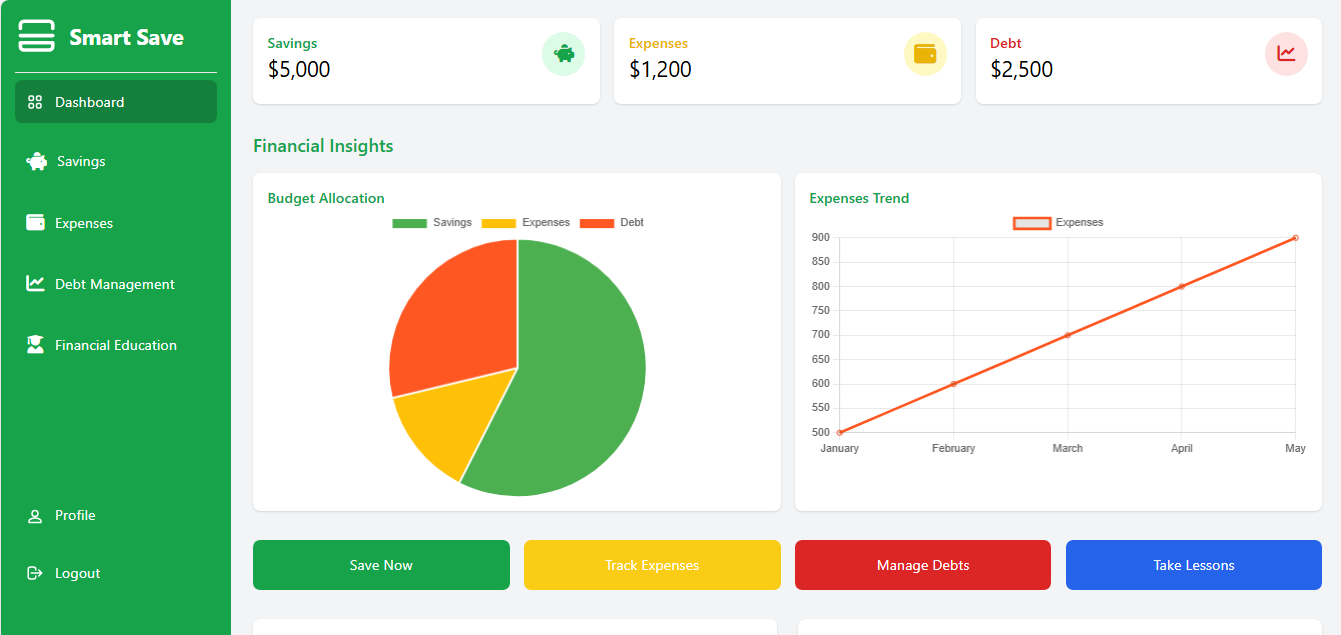 Smart Save
Dashboard
Savings
Expenses
Debt Management
Financial Education
Profile
Logout
Savings
$5,000
Expenses
$1,200
Debt
$2,500
Financial Insights
Budget Allocation
Savings Expenses Debt
Expenses Trend
Expenses
900
850
800
750
700
650
600
550
500
January February March April May
Save Now
Track Expenses
Manage Debts
Take Lessons